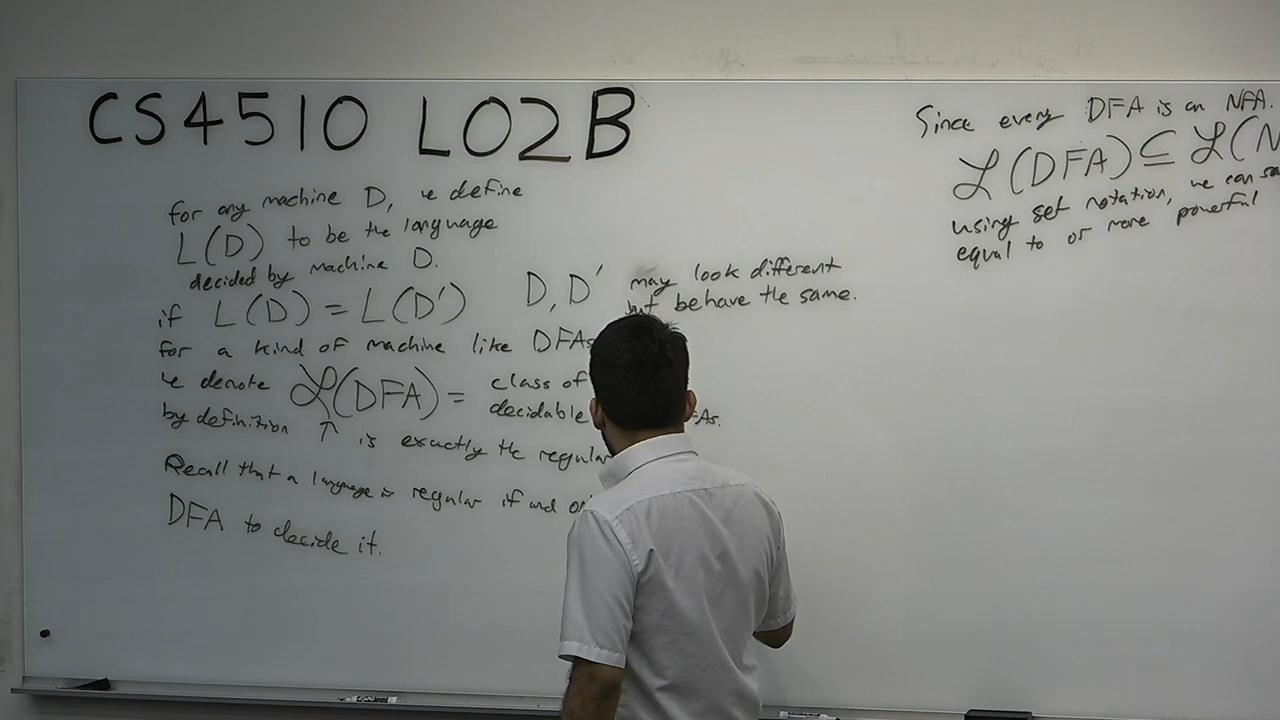 CS4510 L02B
for any machine D, we define
L(D) to be the language
decided by machine D.
if L(D) = L(D') D, D' may look different
but behave the same.
for a kind of machine like DFAs
we denote ℒ(DFA) = class of
decidable As.
by definition ↑ is exactly the regular
Recall that a language is regular if and
DFA to decide it.
Since every DFA is an NFA.
ℒ(DFA) ⊆ ℒ(N
using set notation, we can sa
equal to or more powerful